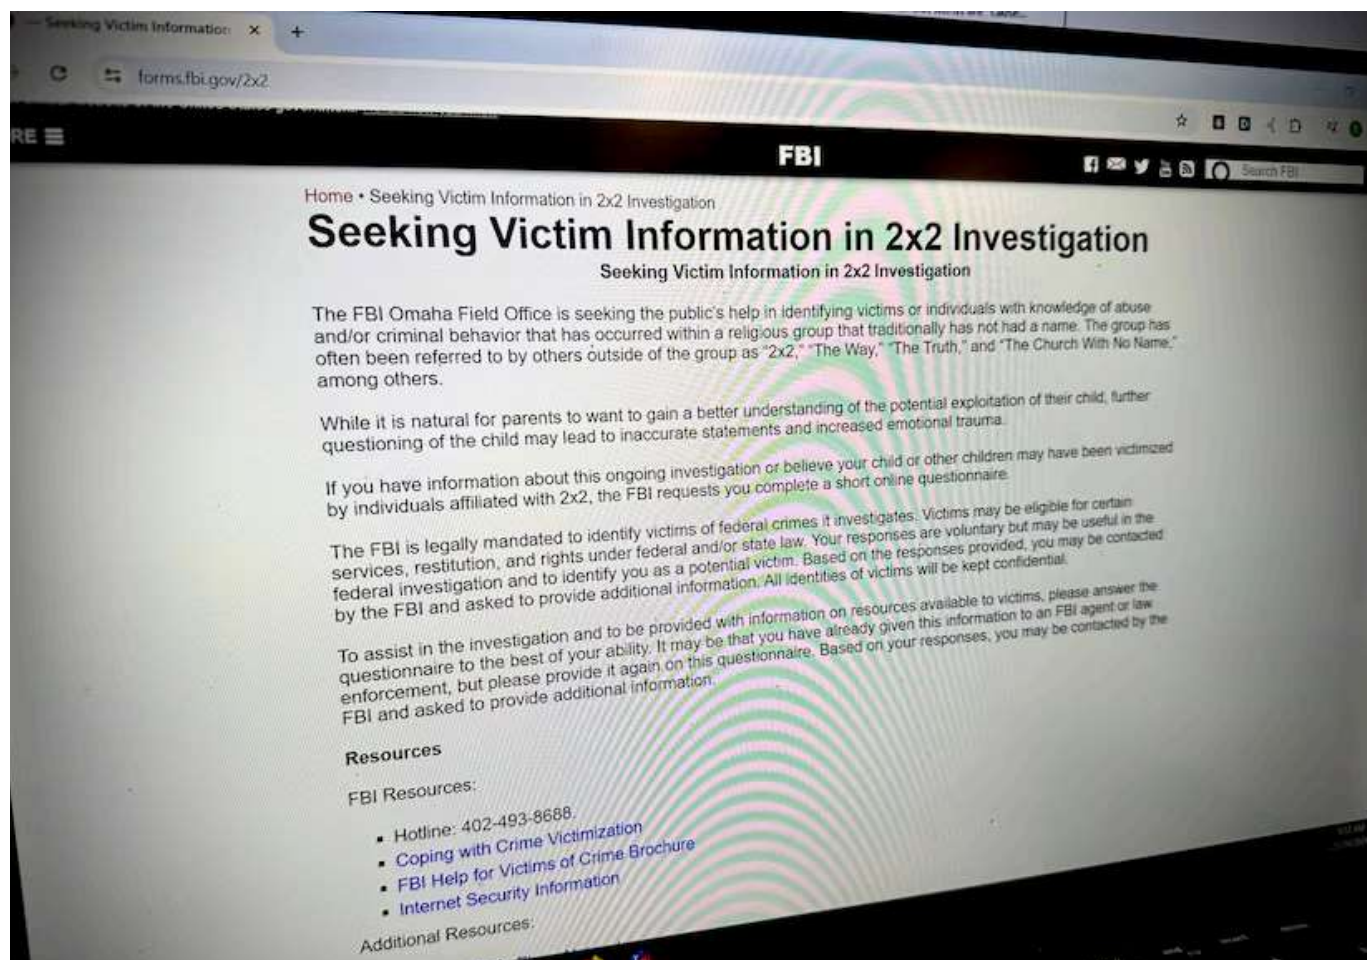 Seeking Victim Information
forms.fbi.gov/2x2
RE
FBI
Search FBI
Home • Seeking Victim Information in 2x2 Investigation
Seeking Victim Information in 2x2 Investigation
Seeking Victim Information in 2x2 Investigation
The FBI Omaha Field Office is seeking the public's help in identifying victims or individuals with knowledge of abuse
and/or criminal behavior that has occurred within a religious group that traditionally has not had a name. The group has
often been referred to by others outside of the group as "2x2," "The Way," "The Truth," and "The Church With No Name,"
among others.
While it is natural for parents to want to gain a better understanding of the potential exploitation of their child, further
questioning of the child may lead to inaccurate statements and increased emotional trauma.
If you have information about this ongoing investigation or believe your child or other children may have been victimized
by individuals affiliated with 2x2, the FBI requests you complete a short online questionnaire.
The FBI is legally mandated to identify victims of federal crimes it investigates. Victims may be eligible for certain
services, restitution, and rights under federal and/or state law. Your responses are voluntary but may be useful in the
federal investigation and to identify you as a potential victim. Based on the responses provided, you may be contacted
by the FBI and asked to provide additional information. All identities of victims will be kept confidential.
To assist in the investigation and to be provided with information on resources available to victims, please answer the
questionnaire to the best of your ability. It may be that you have already given this information to an FBI agent or law
enforcement, but please provide it again on this questionnaire. Based on your responses, you may be contacted by the
FBI and asked to provide additional information.
Resources
FBI Resources:
Hotline: 402-493-8688.
Coping with Crime Victimization
FBI Help for Victims of Crime Brochure
Internet Security Information
Additional Resources: